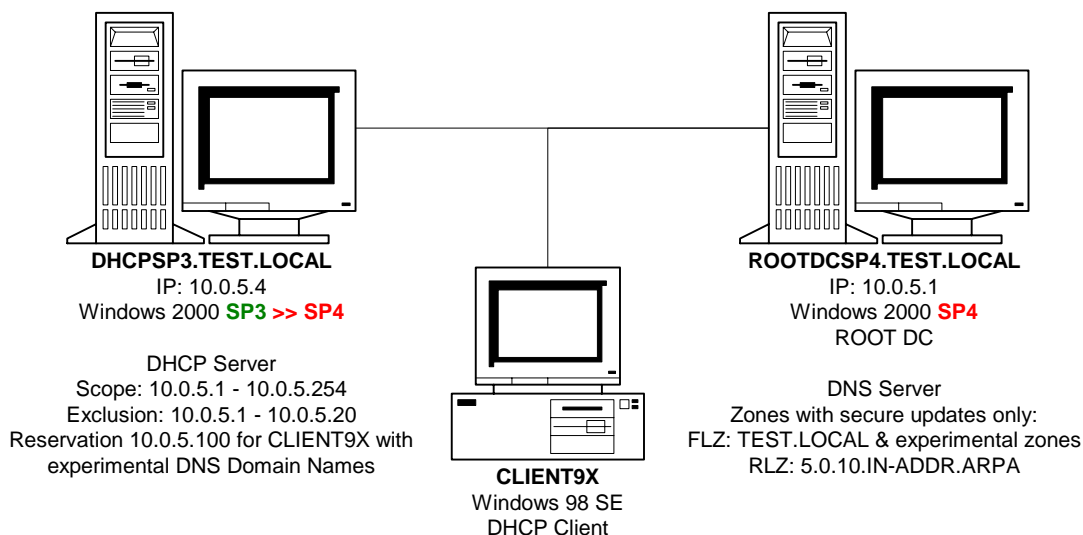 DHCPSP3.TEST.LOCAL
IP: 10.0.5.4
Windows 2000 SP3 >> SP4
DHCP Server
Scope: 10.0.5.1 - 10.0.5.254
Exclusion: 10.0.5.1 - 10.0.5.20
Reservation 10.0.5.100 for CLIENT9X with
experimental DNS Domain Names
CLIENT9X
Windows 98 SE
DHCP Client
ROOTDCSP4.TEST.LOCAL
IP: 10.0.5.1
Windows 2000 SP4
ROOT DC
DNS Server
Zones with secure updates only:
FLZ: TEST.LOCAL & experimental zones
RLZ: 5.0.10.IN-ADDR.ARPA